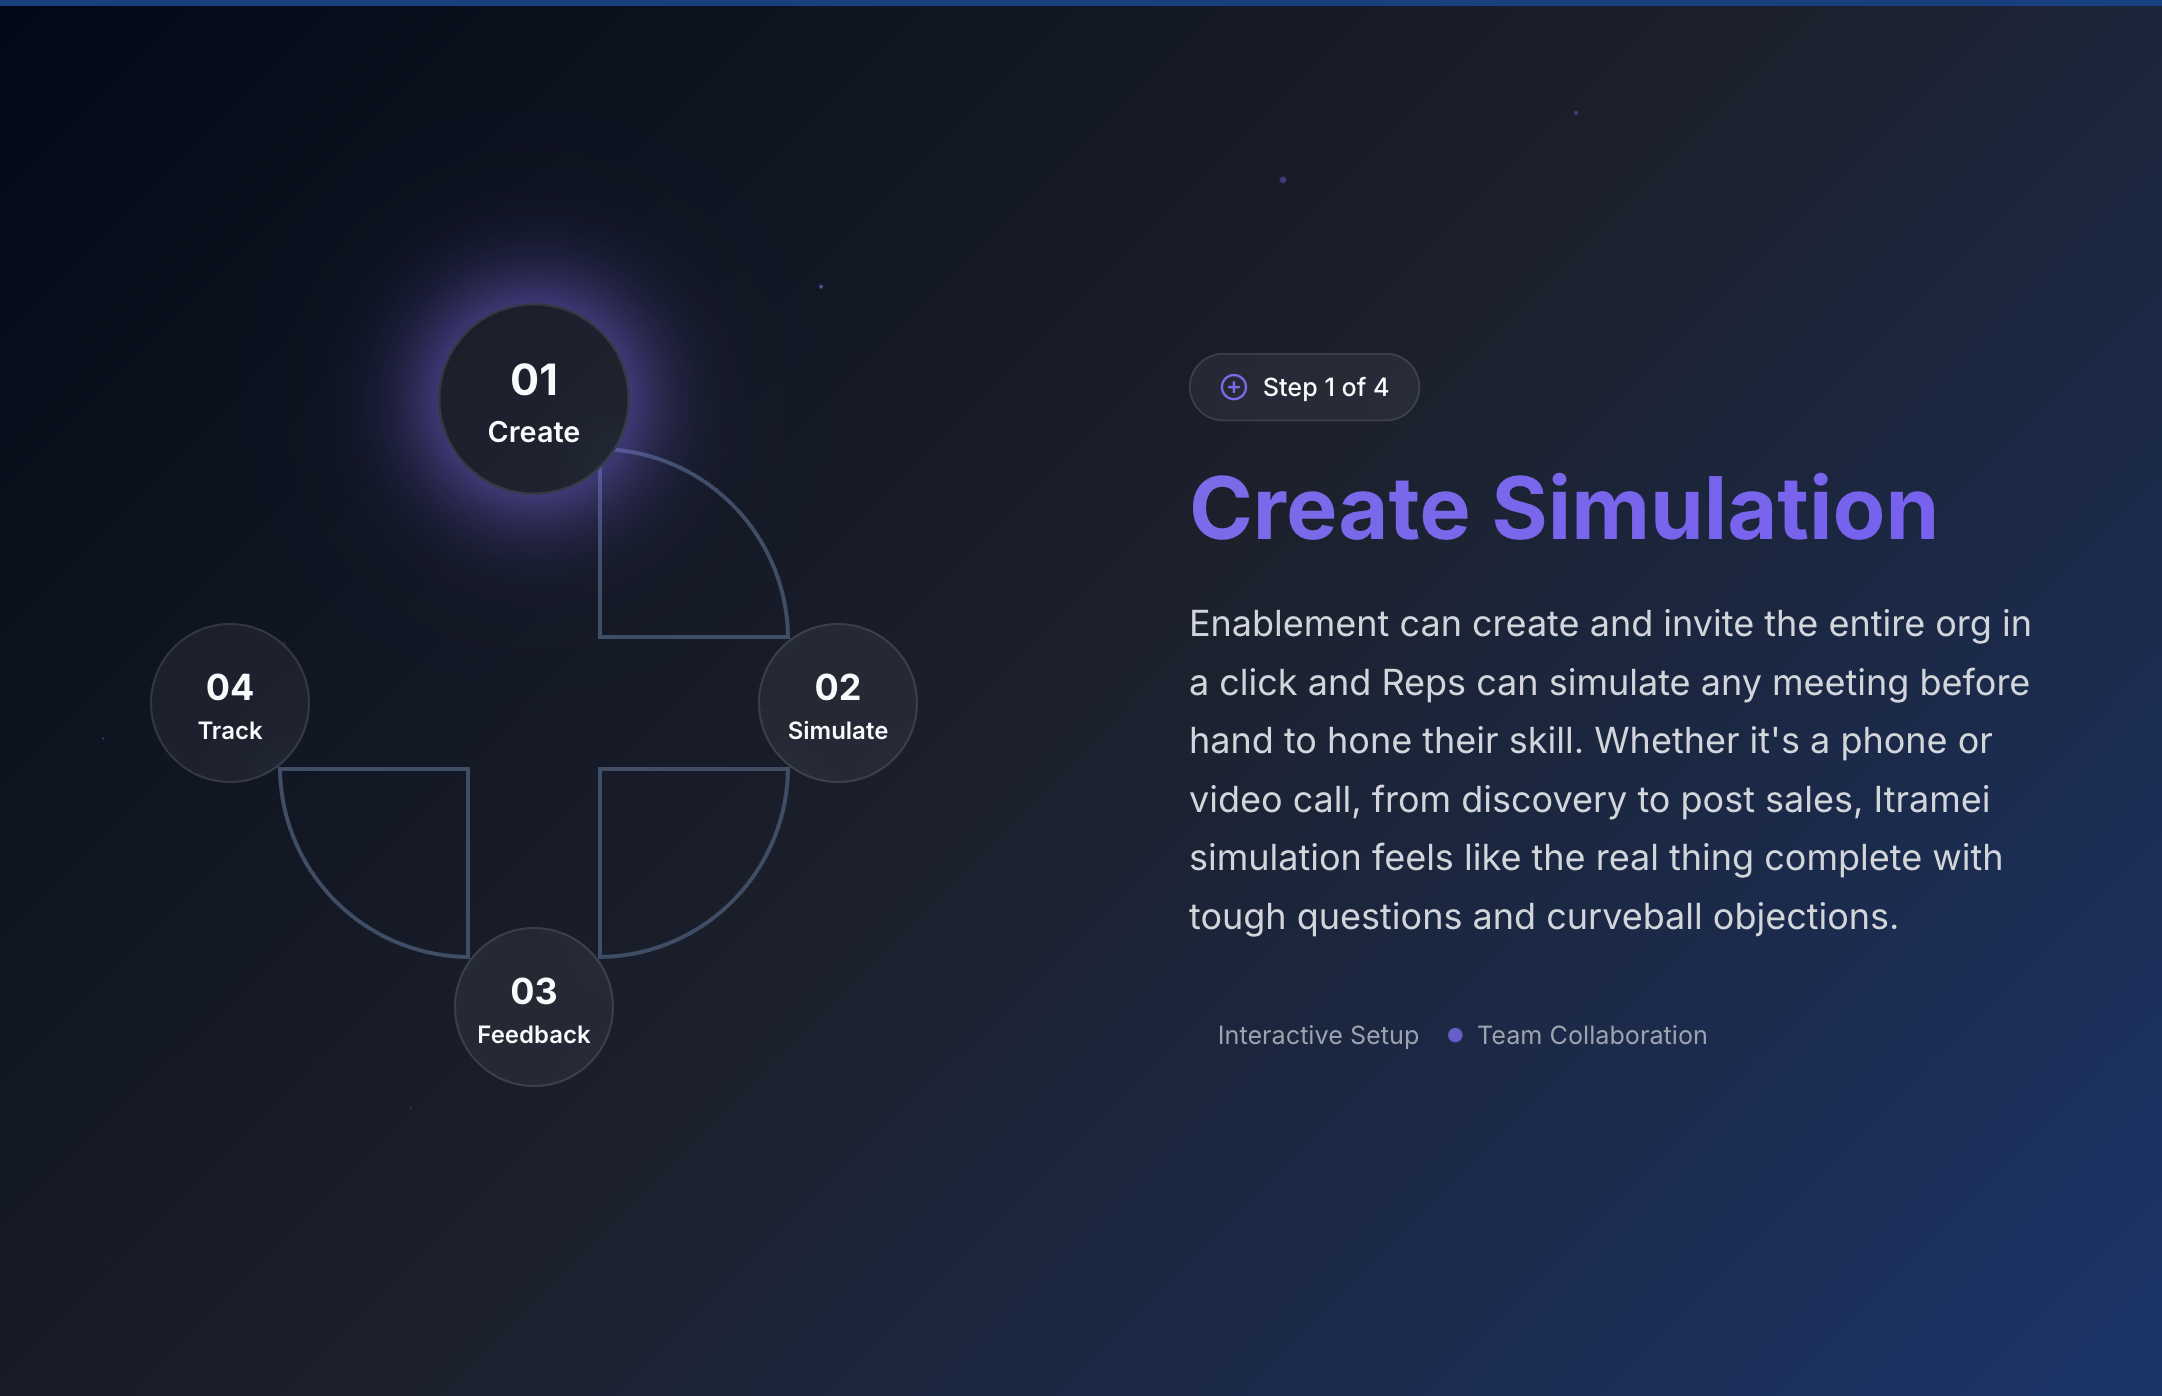 01
Create
02
Simulate
03
Feedback
04
Track
Step 1 of 4
Create Simulation
Enablement can create and invite the entire org in
a click and Reps can simulate any meeting before
hand to hone their skill. Whether it's a phone or
video call, from discovery to post sales, Itramei
simulation feels like the real thing complete with
tough questions and curveball objections.
Interactive Setup
Team Collaboration